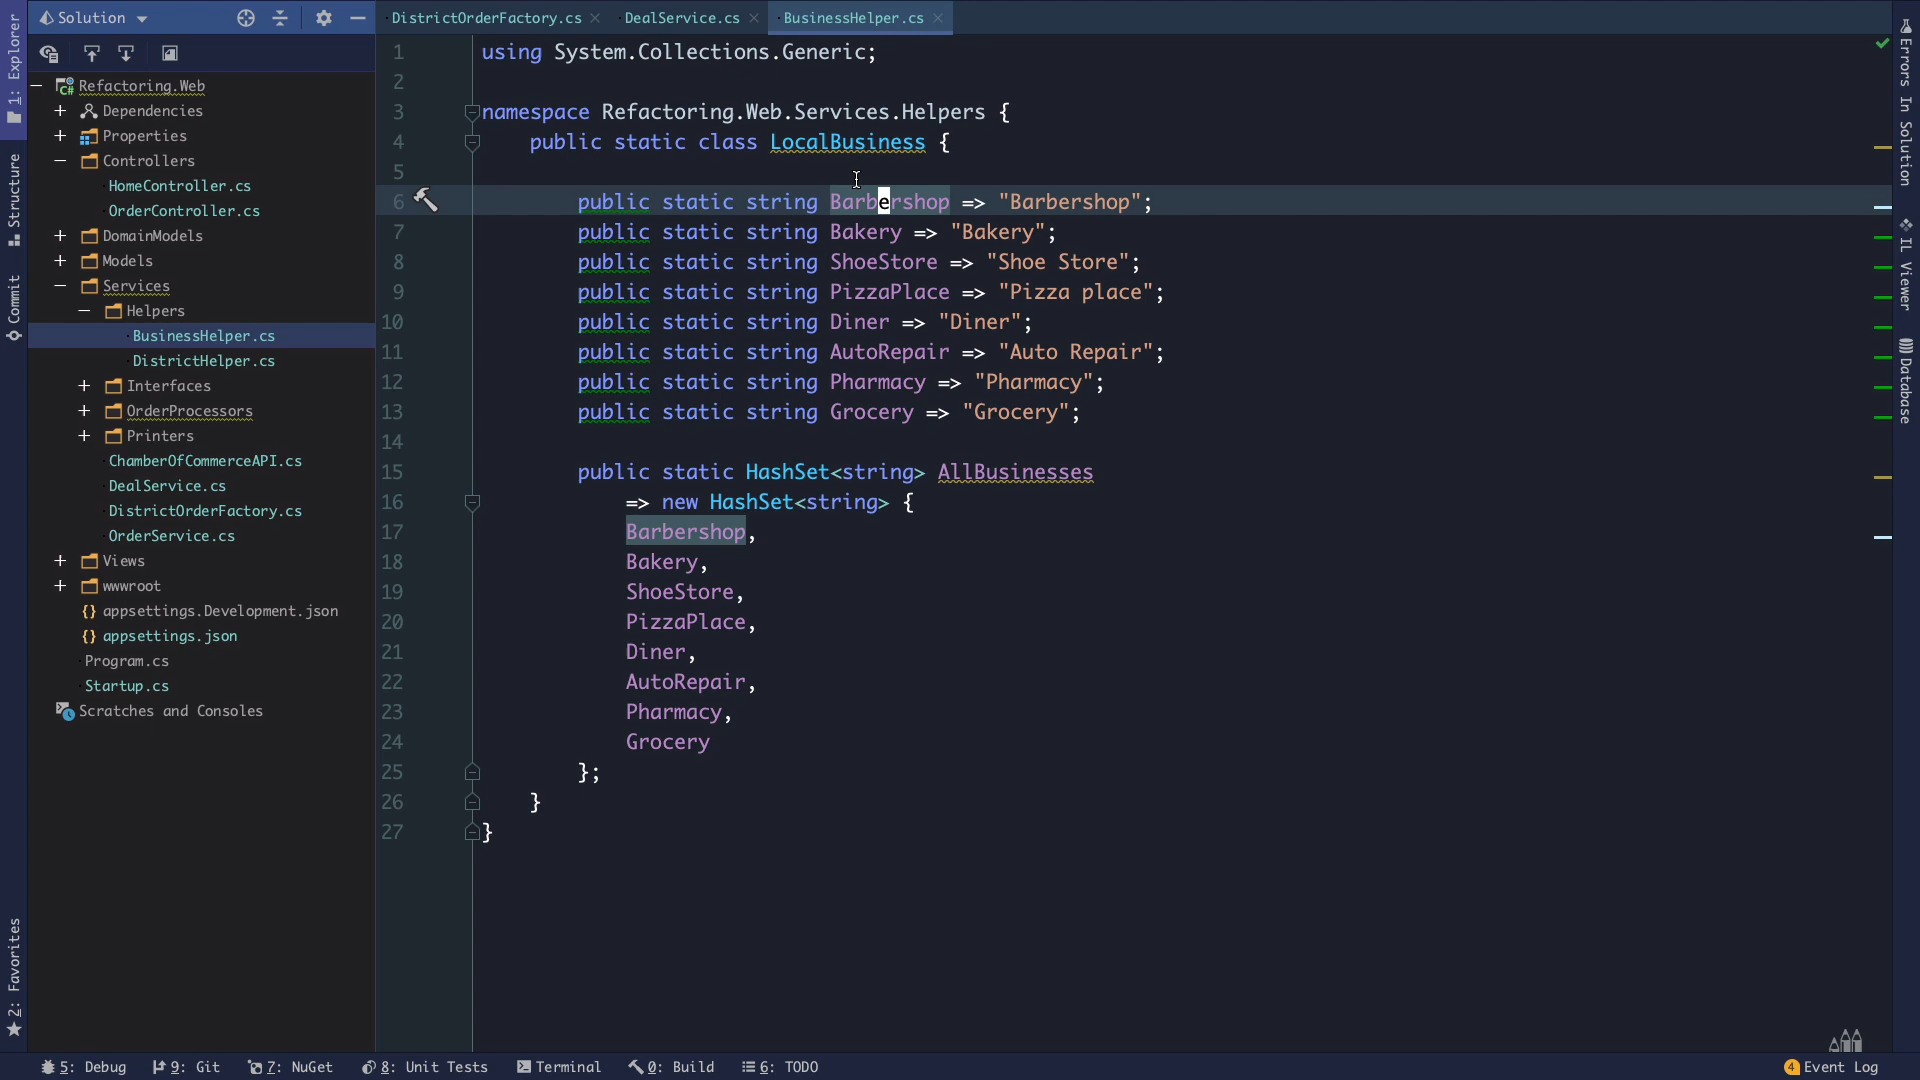 Solution
DistrictOrderFactory.cs
DealService.cs
BusinessHelper.cs
1: Explorer
Structure
Commit
2: Favorites
Refactoring.Web
Dependencies
Properties
Controllers
HomeController.cs
OrderController.cs
DomainModels
Models
Services
Helpers
BusinessHelper.cs
DistrictHelper.cs
Interfaces
OrderProcessors
Printers
ChamberOfCommerceAPI.cs
DealService.cs
DistrictOrderFactory.cs
OrderService.cs
Views
wwwroot
{} appsettings.Development.json
{} appsettings.json
Program.cs
Startup.cs
Scratches and Consoles
1 using System.Collections.Generic;
2
3 namespace Refactoring.Web.Services.Helpers {
4 public static class LocalBusiness {
5
6 public static string Barbershop => "Barbershop";
7 public static string Bakery => "Bakery";
8 public static string ShoeStore => "Shoe Store";
9 public static string PizzaPlace => "Pizza place";
10 public static string Diner => "Diner";
11 public static string AutoRepair => "Auto Repair";
12 public static string Pharmacy => "Pharmacy";
13 public static string Grocery => "Grocery";
14
15 public static HashSet<string> AllBusinesses
16 => new HashSet<string> {
17 Barbershop,
18 Bakery,
19 ShoeStore,
20 PizzaPlace,
21 Diner,
22 AutoRepair,
23 Pharmacy,
24 Grocery
25 };
26 }
27 }
Errors In Solution
IL Viewer
Database
5: Debug
9: Git
7: NuGet
8: Unit Tests
Terminal
0: Build
6: TODO
4 Event Log